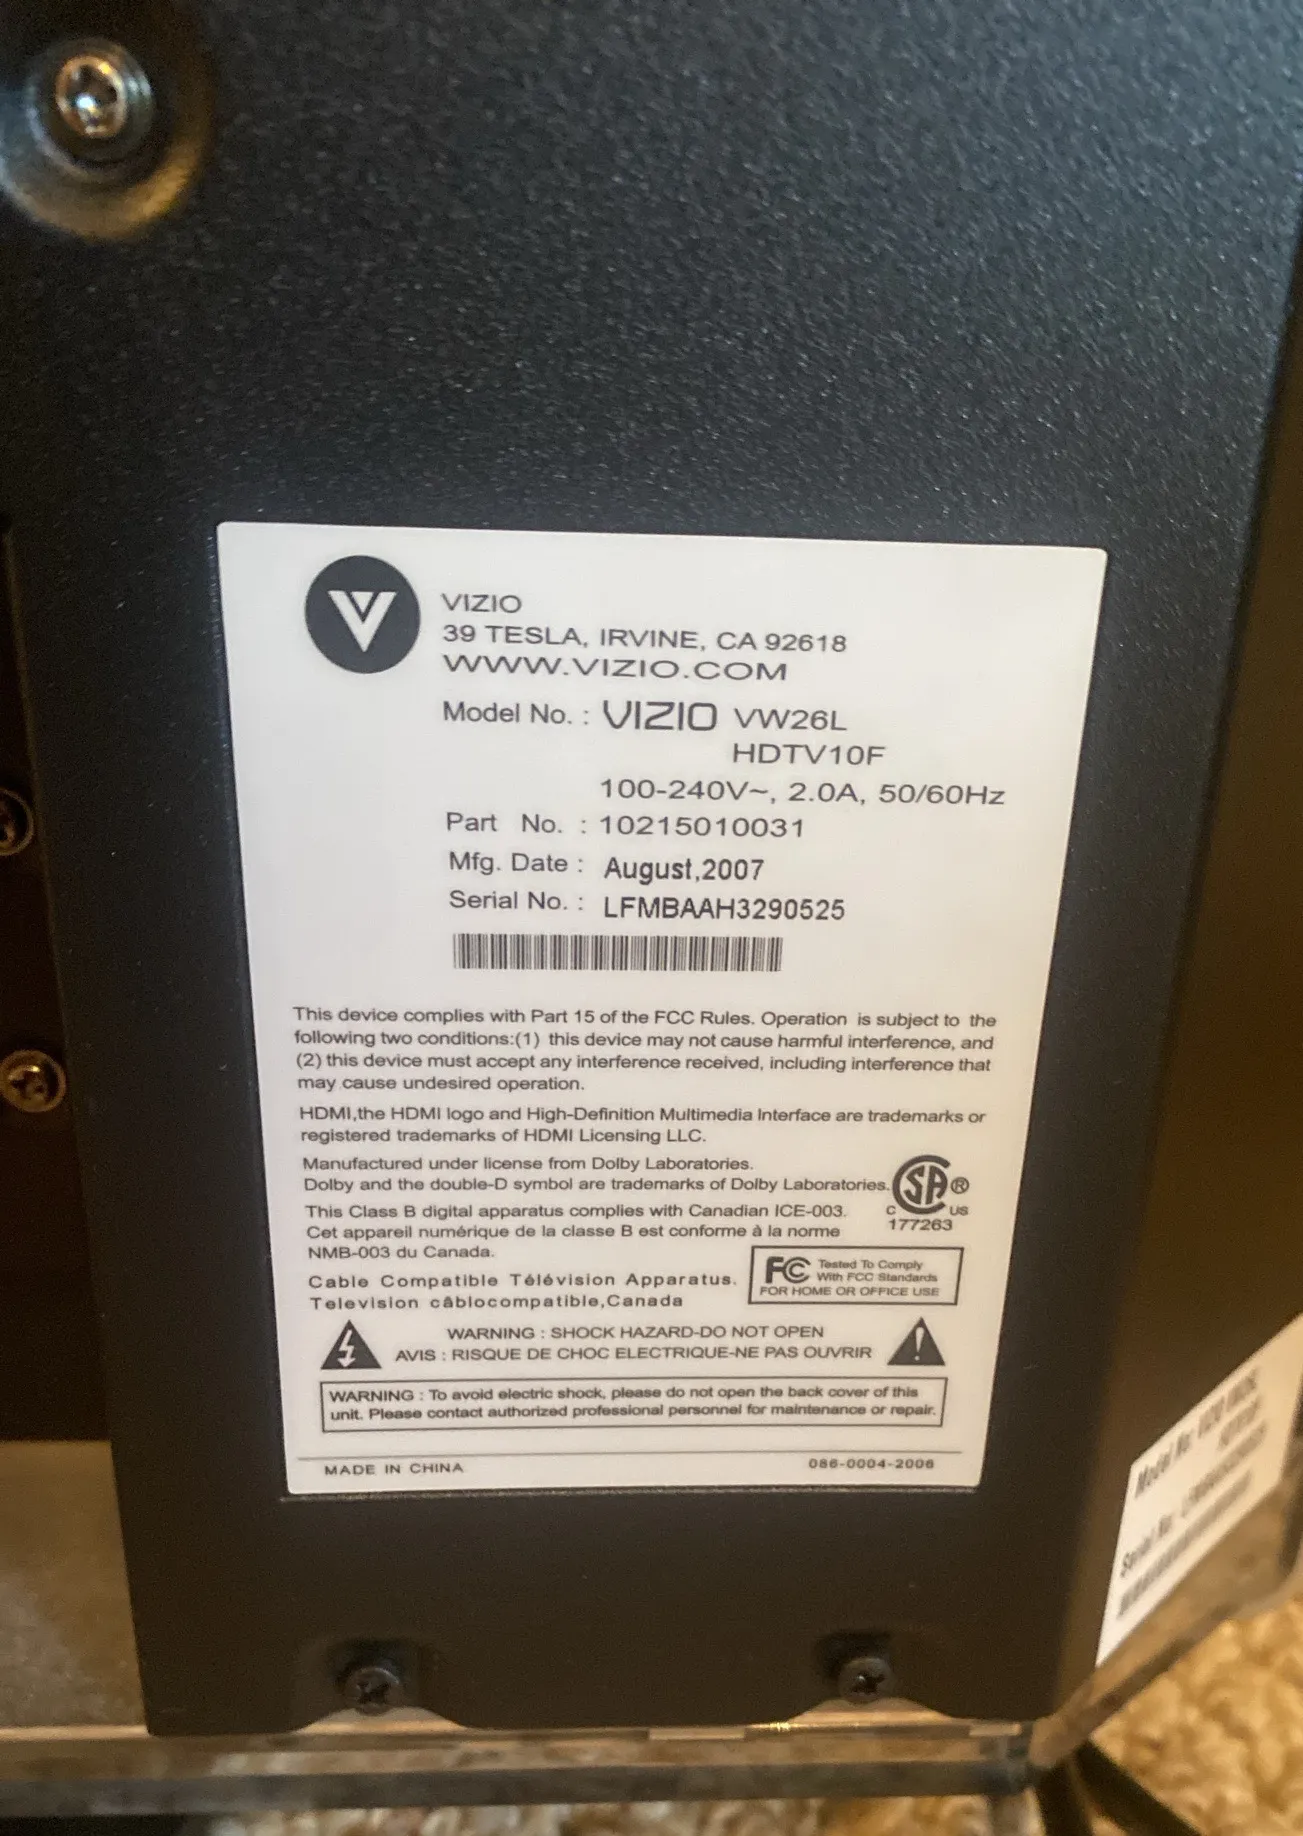 VIZIO
39 TESLA, IRVINE, CA 92618
WWW.VIZIO.COM
Model No. : VIZIO VW26L
HDTV10F
100-240V~, 2.0A, 50/60Hz
Part No. : 10215010031
Mfg. Date : August,2007
Serial No. : LFMBAAH3290525
This device complies with Part 15 of the FCC Rules. Operation is subject to the
following two conditions:(1) this device may not cause harmful interference, and
(2) this device must accept any interference received, including interference that
may cause undesired operation.
HDMI,the HDMI logo and High-Definition Multimedia Interface are trademarks or
registered trademarks of HDMI Licensing LLC.
Manufactured under license from Dolby Laboratories.
Dolby and the double-D symbol are trademarks of Dolby Laboratories.
SA ®
C US
177263
This Class B digital apparatus complies with Canadian ICE-003.
Cet appareil numérique de la classe B est conforme à la norme
NMB-003 du Canada.
FC Tested To Comply
With FCC Standards
FOR HOME OR OFFICE USE
Cable Compatible Télévision Apparatus.
Television câblocompatible,Canada
WARNING : SHOCK HAZARD-DO NOT OPEN
AVIS : RISQUE DE CHOC ELECTRIQUE-NE PAS OUVRIR
WARNING : To avoid electric shock, please do not open the back cover of this
unit. Please contact authorized professional personnel for maintenance or repair.
MADE IN CHINA
086-0004-2006
Model No: VIZIO
Serial No: